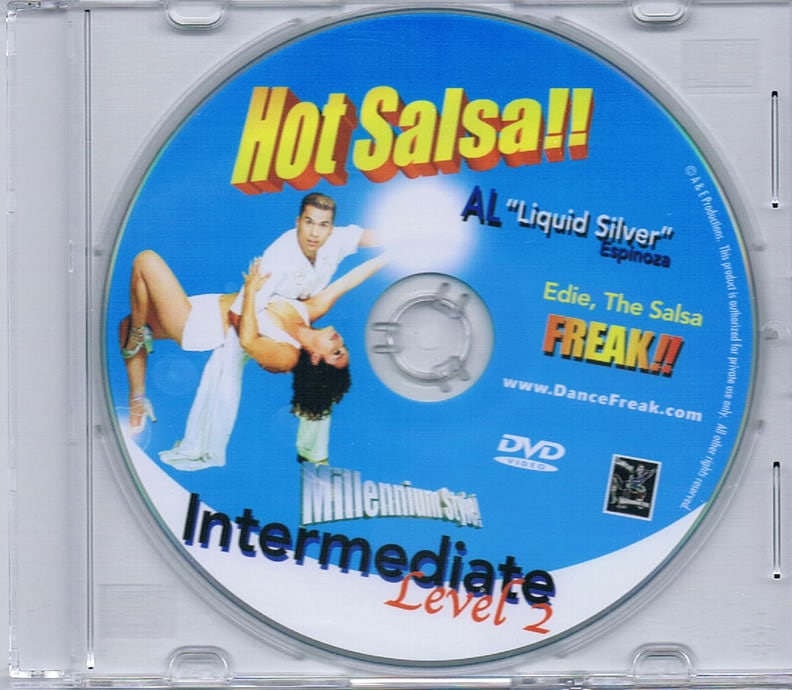 Hot Salsa!!
AL "Liquid Silver"
Espinoza
Edie, The Salsa
FREAK!!
www.DanceFreak.com
DVD
VIDEO
Millennium Style!
Intermediate
Level 2
© A & E Productions. This product is authorized for private use only. All other rights reserved.